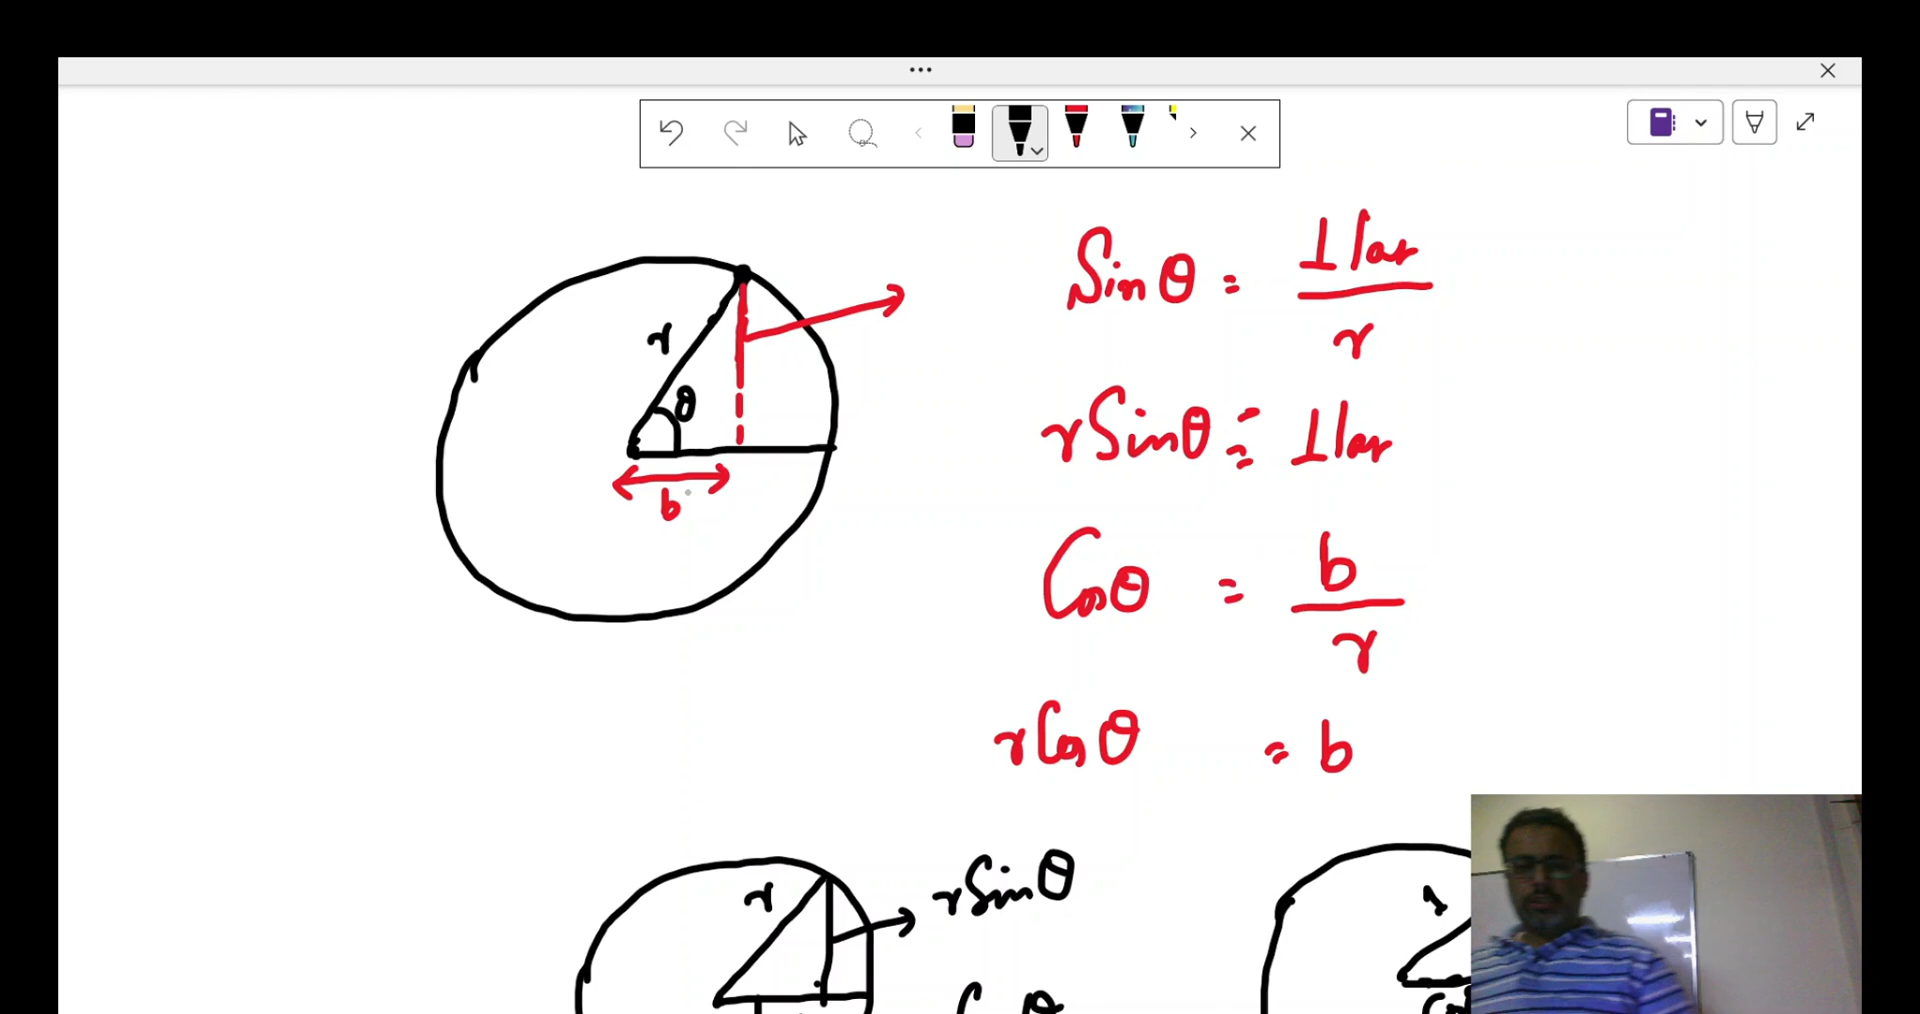 Sinθ = ⊥lar / r
r
θ
b
rSinθ = ⊥lar
Cosθ = b / r
rCosθ = b
r
rSinθ
r